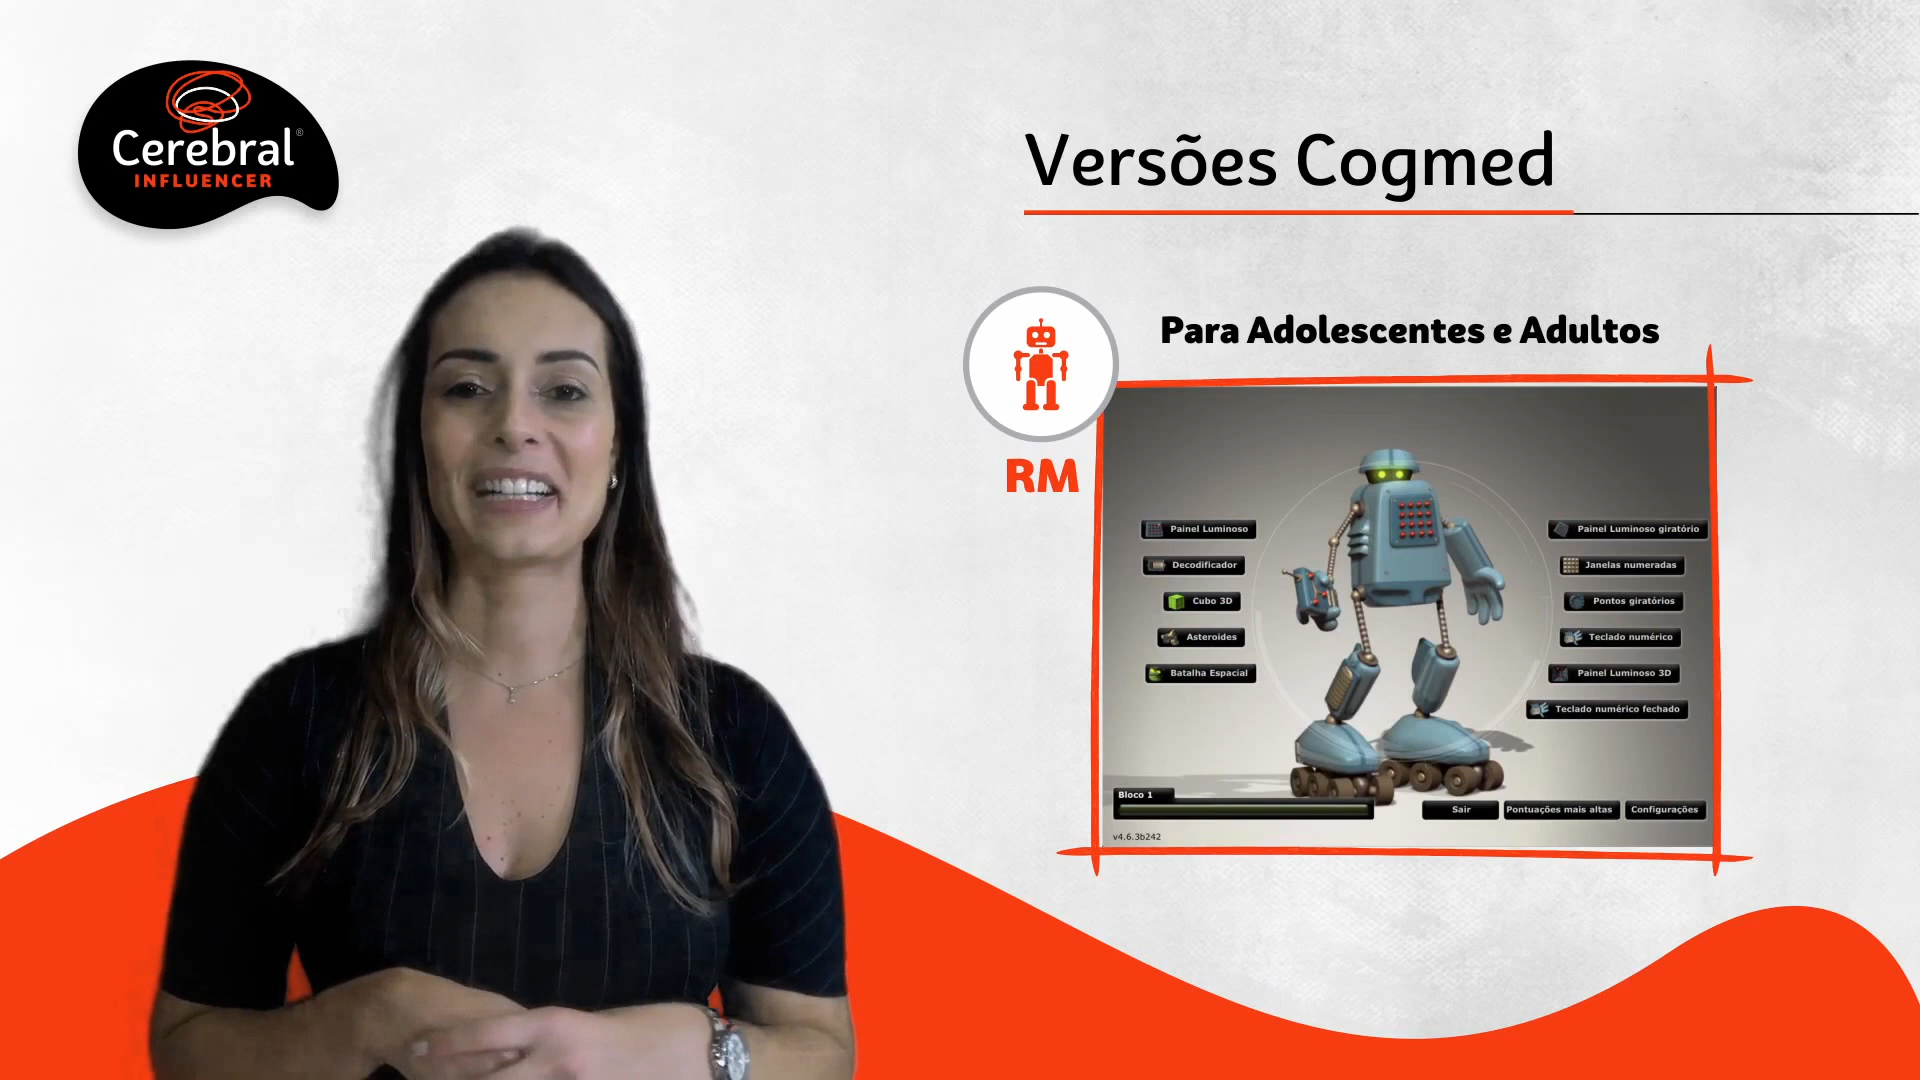 Cerebral®
INFLUENCER
Versões Cogmed
Para Adolescentes e Adultos
RM
Painel Luminoso
Decodificador
Cubo 3D
Asteroides
Batalha Espacial
Painel Luminoso giratório
Janelas numeradas
Pontos giratórios
Teclado numérico
Painel Luminoso 3D
Teclado numérico fechado
Bloco 1
Sair
Pontuações mais altas
Configurações
v4.6.3b242